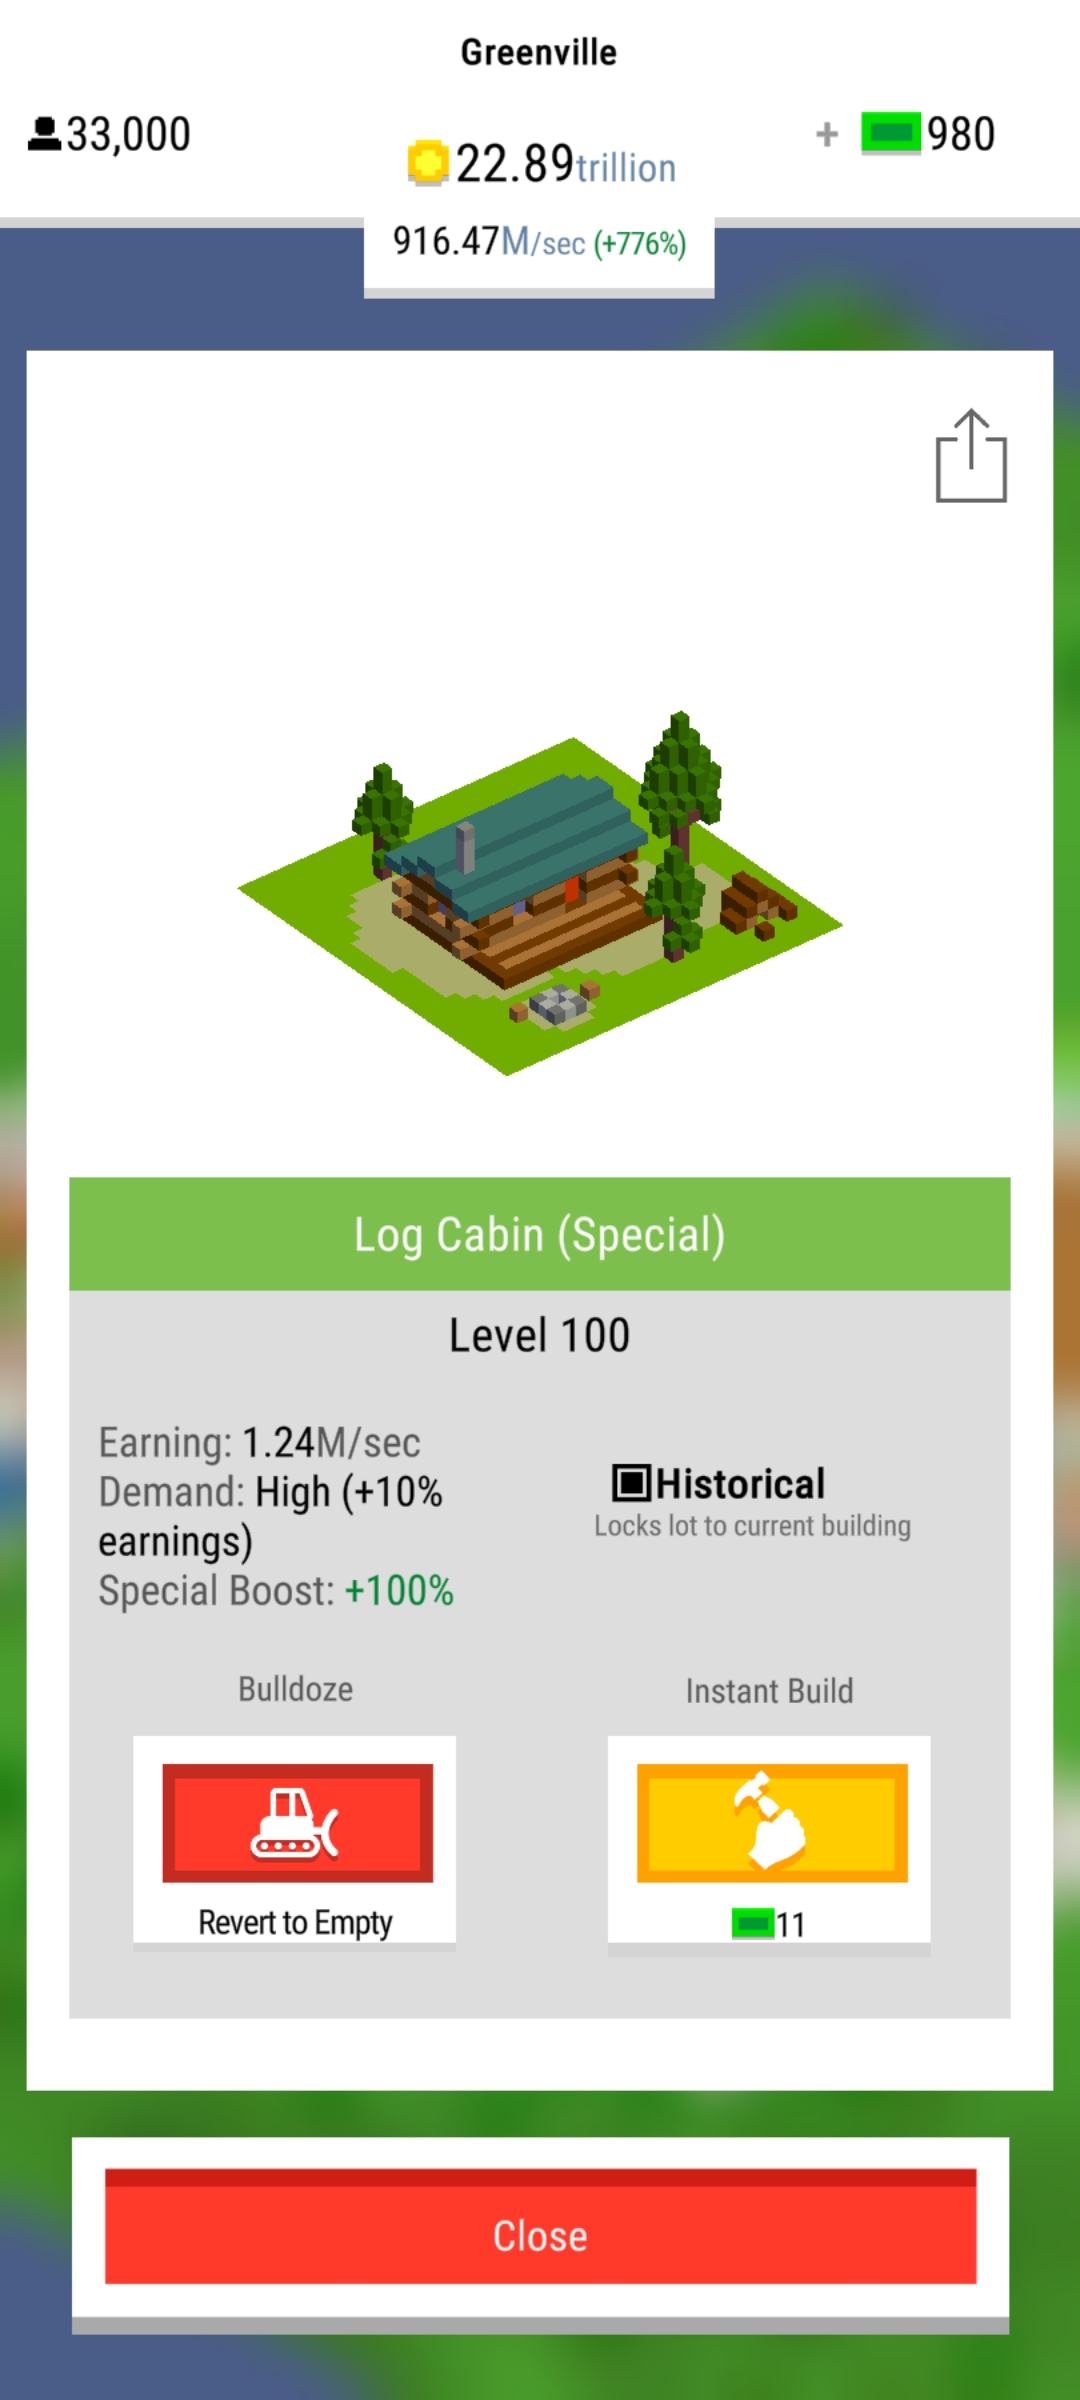 Greenville
33,000
22.89trillion
+ 980
916.47M/sec (+776%)
Log Cabin (Special)
Level 100
Earning: 1.24M/sec
Demand: High (+10%
earnings)
Special Boost: +100%
Historical
Locks lot to current building
Bulldoze
Instant Build
Revert to Empty
11
Close